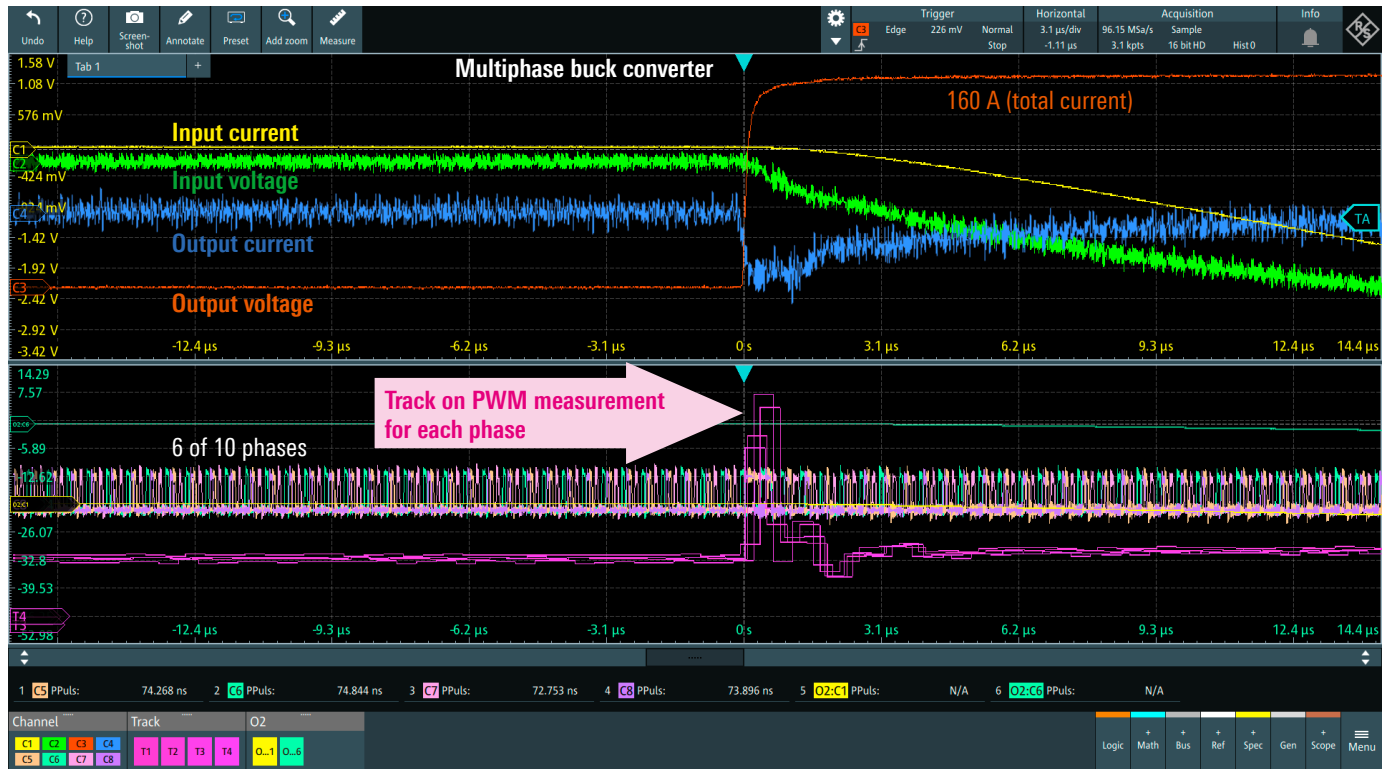 Undo Help Screen-shot Annotate Preset Add zoom Measure
Trigger Horizontal Acquisition Info
C3 Edge 226 mV Normal 3.1 µs/div 96.15 MSa/s Sample
Stop -1.11 µs 3.1 kpts 16 bit HD Hist 0
R&S
1.58 V Tab 1 + Multiphase buck converter
1.08 V
160 A (total current)
576 mV
Input current
C1
C2
-424 mV
Input voltage
C4
TA
-1.42 V Output current
-1.92 V
C3
-2.42 V Output voltage
-2.92 V
-3.42 V -12.4 µs -9.3 µs -6.2 µs -3.1 µs 0 s 3.1 µs 6.2 µs 9.3 µs 12.4 µs 14.4 µs
14.29
7.57
Track on PWM measurement
for each phase
O2:C6
-5.89 6 of 10 phases
-12.62
O2:C1
-26.07
-32.8
-39.53
T4
T3
-52.98 -12.4 µs -9.3 µs -6.2 µs -3.1 µs 0 s 3.1 µs 6.2 µs 9.3 µs 12.4 µs 14.4 µs
1 C5 PPuls: 74.268 ns 2 C6 PPuls: 74.844 ns 3 C7 PPuls: 72.753 ns 4 C8 PPuls: 73.896 ns 5 O2:C1 PPuls: N/A 6 O2:C6 PPuls: N/A
Channel Track O2
C1 C2 C3 C4
C5 C6 C7 C8
T1 T2 T3 T4 O...1 O...6
Logic + Math + Bus + Ref + Spec Gen + Scope Menu